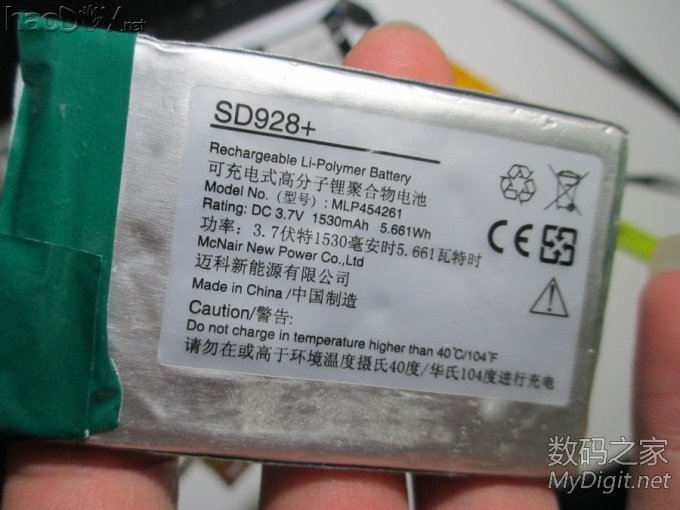 hacDIY.net
SD928+
Rechargeable Li-Polymer Battery
可充电式高分子锂聚合物电池
Model No. (型号) : MLP454261
Rating: DC 3.7V 1530mAh 5.661Wh
功率：3.7伏特1530毫安时5.661瓦特时
McNair New Power Co.,Ltd
迈科新能源有限公司
Made in China /中国制造
Caution/警告:
Do not charge in temperature higher than 40℃/104℉
请勿在或高于环境温度摄氏40度/华氏104度进行充电
CE
数码之家
MyDigit.net